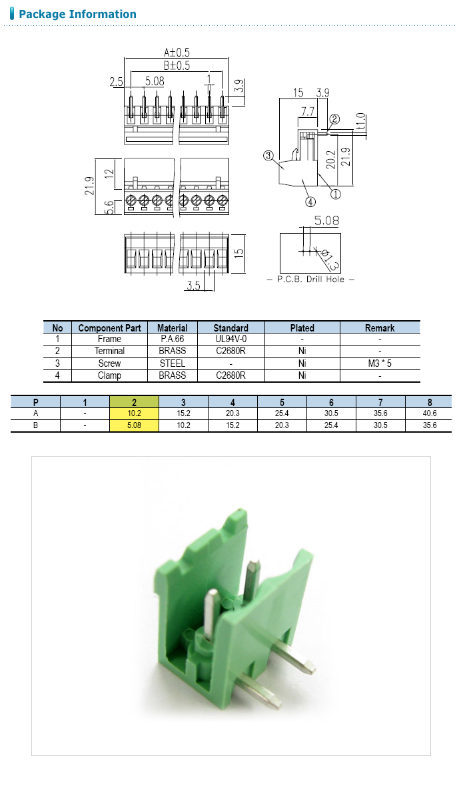 Package Information
A±0.5
B±0.5
2.5 5.08 1 3.9
15 3.9
7.7 ② t1.0
③ 20.2 21.9
12 21.9 ①
5.6 ④
5.08
15 Ø1.3
3.5 – P.C.B. Drill Hole –
No Component Part Material Standard Plated Remark
1 Frame P.A.66 UL94V-0 - -
2 Terminal BRASS C2680R Ni -
3 Screw STEEL - Ni M3 * 5
4 Clamp BRASS C2680R Ni
P 1 2 3 4 5 6 7 8
A - 10.2 15.2 20.3 25.4 30.5 35.6 40.6
B - 5.08 10.2 15.2 20.3 25.4 30.5 35.6